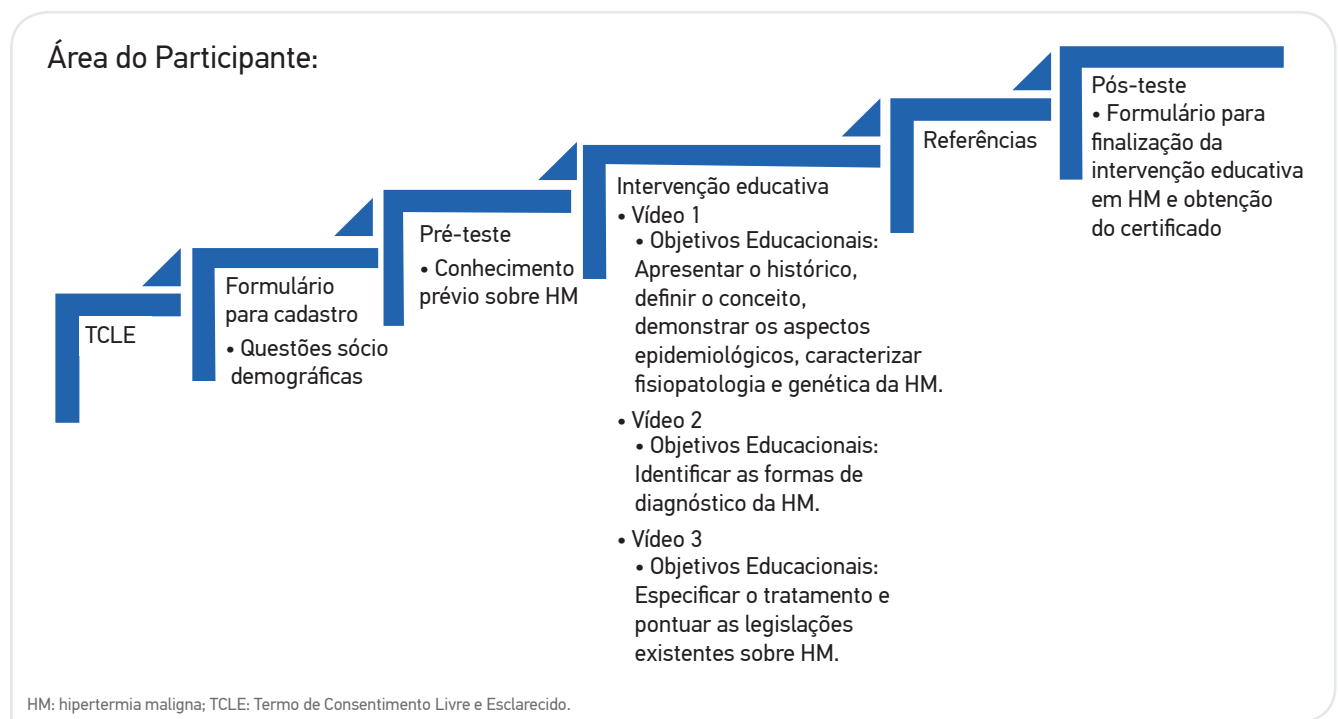 Área do Participante:
TCLE
Formulário
para cadastro
• Questões sócio
demográficas
Pré-teste
• Conhecimento
prévio sobre HM
Intervenção educativa
• Vídeo 1
• Objetivos Educacionais:
Apresentar o histórico,
definir o conceito,
demonstrar os aspectos
epidemiológicos, caracterizar
fisiopatologia e genética da HM.
• Vídeo 2
• Objetivos Educacionais:
Identificar as formas de
diagnóstico da HM.
• Vídeo 3
• Objetivos Educacionais:
Especificar o tratamento e
pontuar as legislações
existentes sobre HM.
Referências
Pós-teste
• Formulário para
finalização da
intervenção educativa
em HM e obtenção
do certificado
HM: hipertermia maligna; TCLE: Termo de Consentimento Livre e Esclarecido.